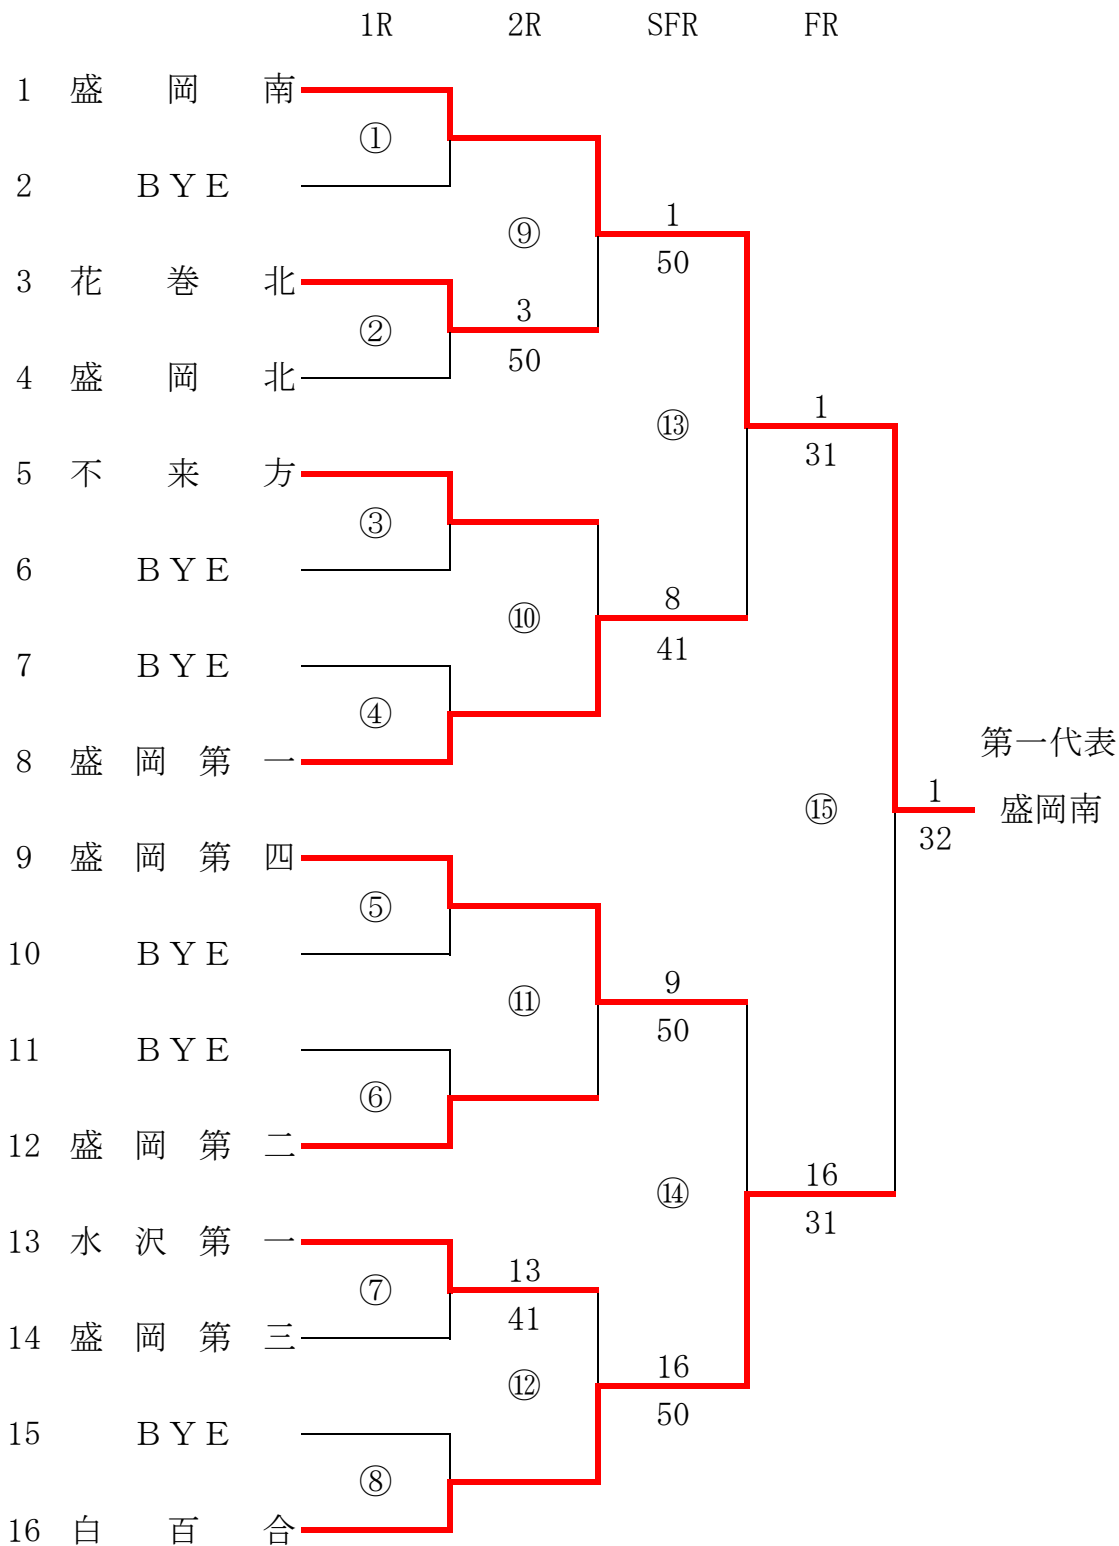 1R 2R SFR FR
1 盛岡南
①
2 ＢＹＥ
1
⑨
50
3 花巻北
3
②
50
4 盛岡北
1
⑬
31
5 不来方
③
6 ＢＹＥ
8
⑩
41
7 ＢＹＥ
④
第一代表
8 盛岡第一
1
⑮ 盛岡南
32
9 盛岡第四
⑤
10 ＢＹＥ
9
⑪
50
11 ＢＹＥ
⑥
12 盛岡第二
16
⑭
31
13 水沢第一
13
⑦
41
14 盛岡第三
16
⑫
50
15 ＢＹＥ
⑧
16 白百合